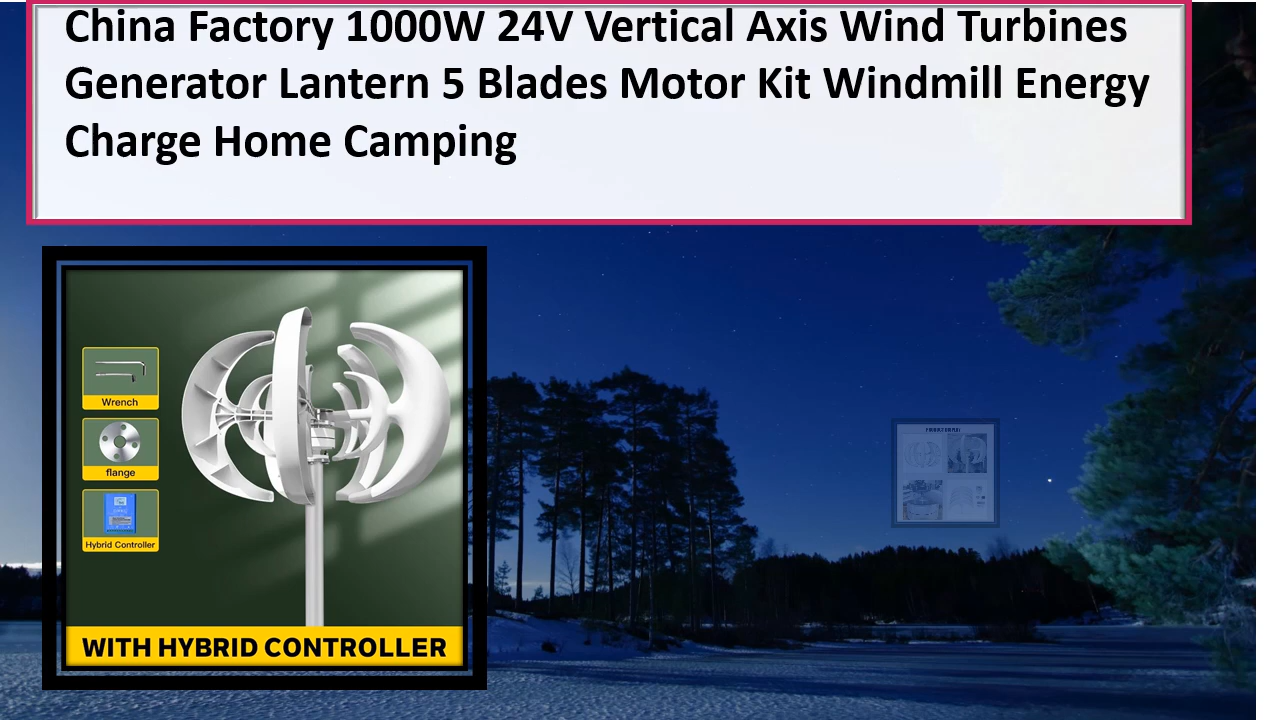 China Factory 1000W 24V Vertical Axis Wind Turbines
Generator Lantern 5 Blades Motor Kit Windmill Energy
Charge Home Camping
Wrench
flange
Hybrid Controller
WITH HYBRID CONTROLLER